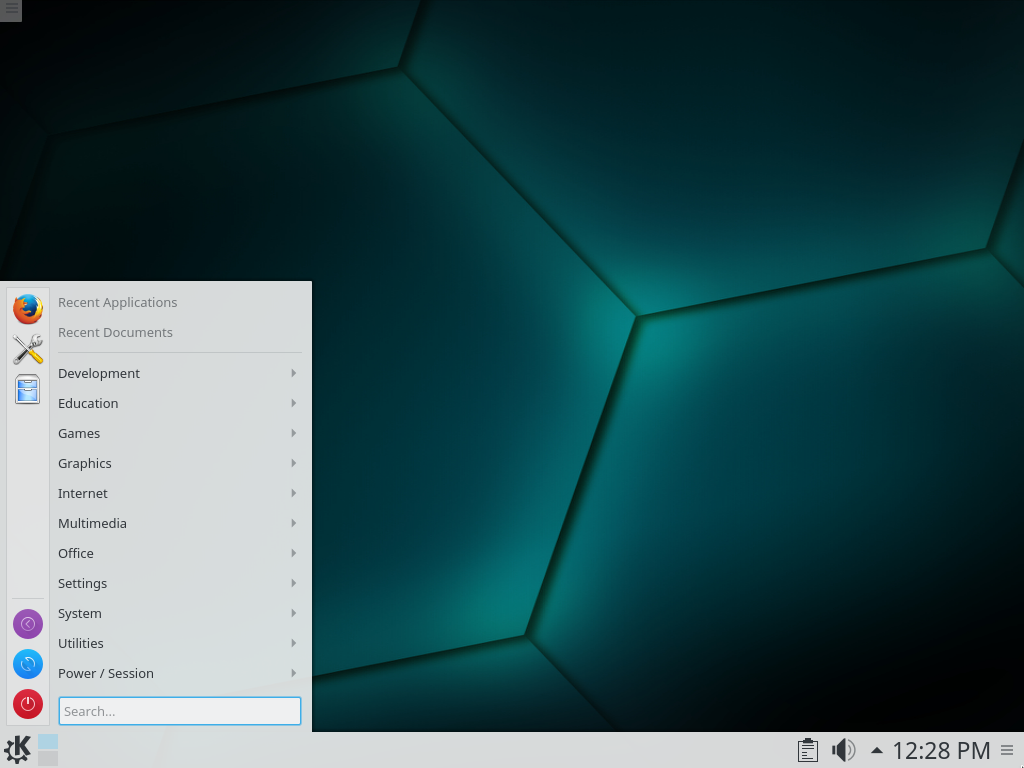 Recent Applications
Recent Documents
Development
Education
Games
Graphics
Internet
Multimedia
Office
Settings
System
Utilities
Power / Session
Search...
12:28 PM